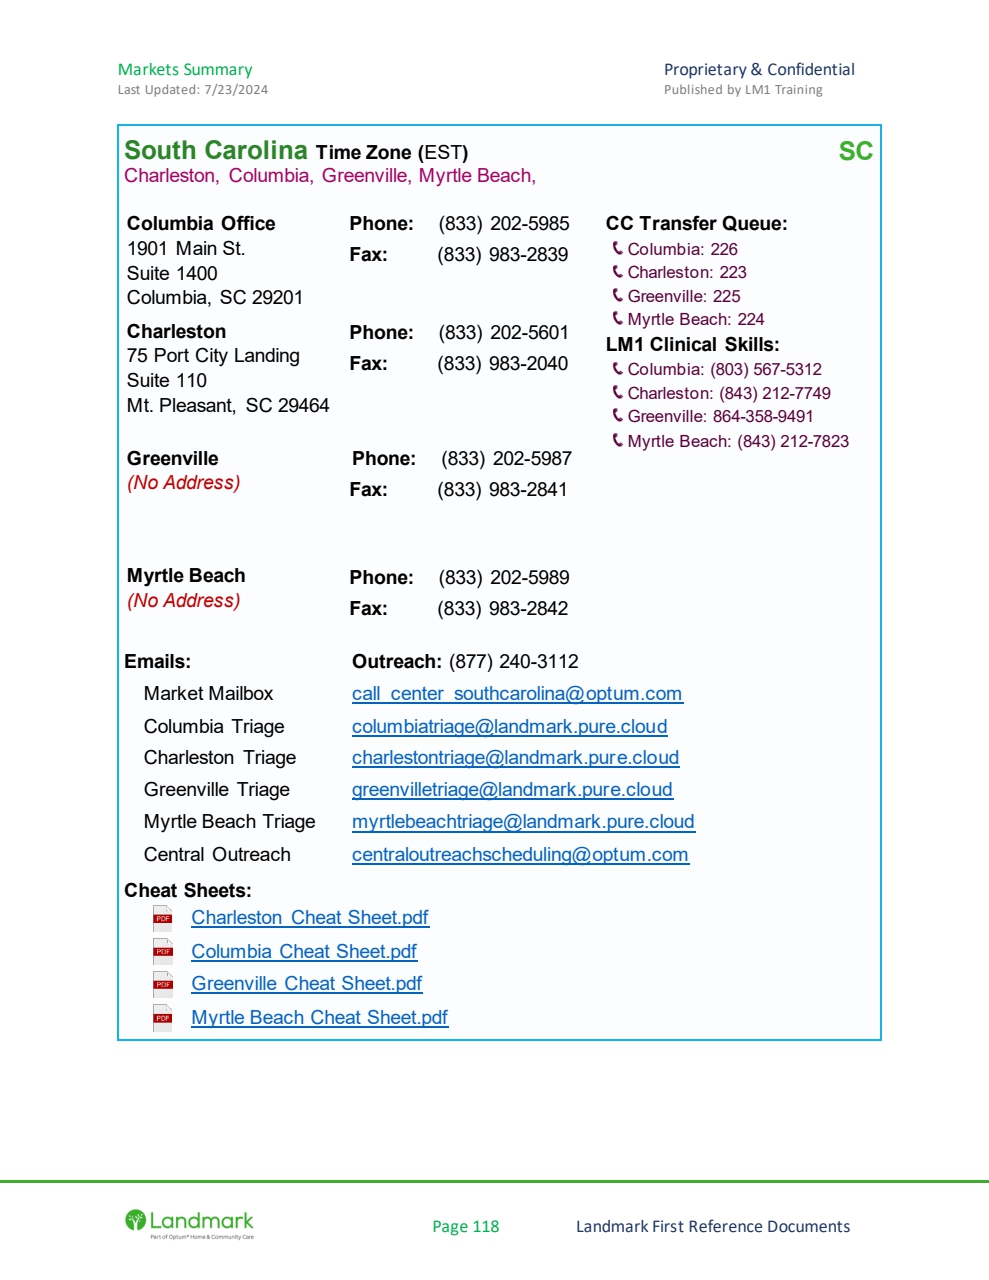 Markets Summary
Proprietary & Confidential
Last Updated: 7/23/2024
Published by LM1 Training
South Carolina Time Zone (EST)
SC
Charleston, Columbia, Greenville, Myrtle Beach,
Columbia Office
1901 Main St.
Suite 1400
Columbia, SC 29201
Phone: (833) 202-5985
Fax: (833) 983-2839
Charleston
75 Port City Landing
Suite 110
Mt. Pleasant, SC 29464
Phone: (833) 202-5601
Fax: (833) 983-2040
Greenville
(No Address)
Phone: (833) 202-5987
Fax: (833) 983-2841
Myrtle Beach
(No Address)
Phone: (833) 202-5989
Fax: (833) 983-2842
CC Transfer Queue:
Columbia: 226
Charleston: 223
Greenville: 225
Myrtle Beach: 224
LM1 Clinical Skills:
Columbia: (803) 567-5312
Charleston: (843) 212-7749
Greenville: 864-358-9491
Myrtle Beach: (843) 212-7823
Emails:
Outreach: (877) 240-3112
Market Mailbox call_center_southcarolina@optum.com
Columbia Triage columbiatriage@landmark.pure.cloud
Charleston Triage charlestontriage@landmark.pure.cloud
Greenville Triage greenvilletriage@landmark.pure.cloud
Myrtle Beach Triage myrtlebeachtriage@landmark.pure.cloud
Central Outreach centraloutreachscheduling@optum.com
Cheat Sheets:
PDF Charleston Cheat Sheet.pdf
PDF Columbia Cheat Sheet.pdf
PDF Greenville Cheat Sheet.pdf
PDF Myrtle Beach Cheat Sheet.pdf
Landmark
Part of Optum® Home & Community Care
Page 118
Landmark First Reference Documents